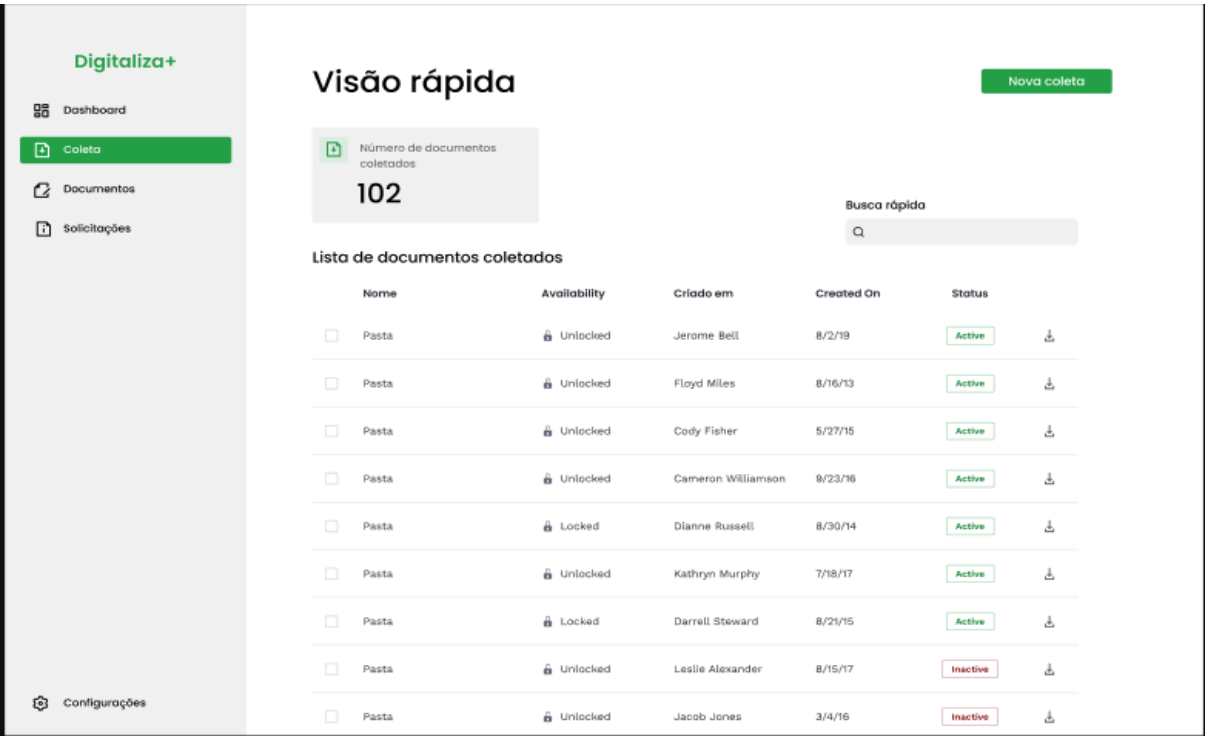 Digitaliza+
Dashboard
Coleta
Documentos
Solicitações
Configurações
Visão rápida
Nova coleta
Número de documentos
coletados
102
Busca rápida
Lista de documentos coletados
Nome Availability Criado em Created On Status
Pasta Unlocked Jerome Bell 8/2/19 Active
Pasta Unlocked Floyd Miles 8/16/13 Active
Pasta Unlocked Cody Fisher 5/27/15 Active
Pasta Unlocked Cameron Williamson 9/23/16 Active
Pasta Locked Dianne Russell 8/30/14 Active
Pasta Unlocked Kathryn Murphy 7/18/17 Active
Pasta Locked Darrell Steward 8/21/15 Active
Pasta Unlocked Leslie Alexander 8/15/17 Inactive
Pasta Unlocked Jacob Jones 3/4/16 Inactive